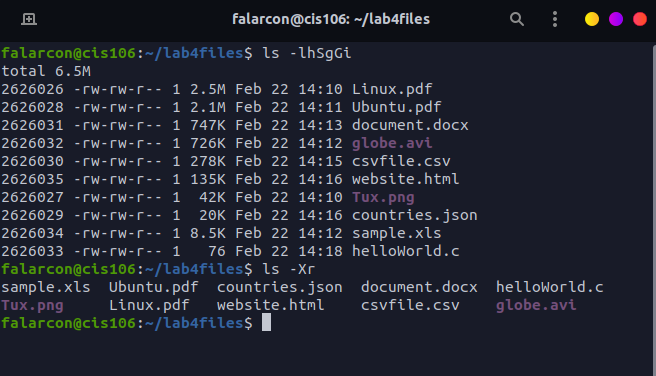 falarcon@cis106: ~/lab4files
falarcon@cis106:~/lab4files$ ls -lhSgGi
total 6.5M
2626026 -rw-rw-r-- 1 2.5M Feb 22 14:10 Linux.pdf
2626028 -rw-rw-r-- 1 2.1M Feb 22 14:11 Ubuntu.pdf
2626031 -rw-rw-r-- 1 747K Feb 22 14:13 document.docx
2626032 -rw-rw-r-- 1 726K Feb 22 14:12 globe.avi
2626030 -rw-rw-r-- 1 278K Feb 22 14:15 csvfile.csv
2626035 -rw-rw-r-- 1 135K Feb 22 14:16 website.html
2626027 -rw-rw-r-- 1  42K Feb 22 14:10 Tux.png
2626029 -rw-rw-r-- 1  20K Feb 22 14:16 countries.json
2626034 -rw-rw-r-- 1 8.5K Feb 22 14:12 sample.xls
2626033 -rw-rw-r-- 1   76 Feb 22 14:18 helloWorld.c
falarcon@cis106:~/lab4files$ ls -Xr
sample.xls  Ubuntu.pdf  countries.json  document.docx  helloWorld.c
Tux.png     Linux.pdf   website.html    csvfile.csv    globe.avi
falarcon@cis106:~/lab4files$